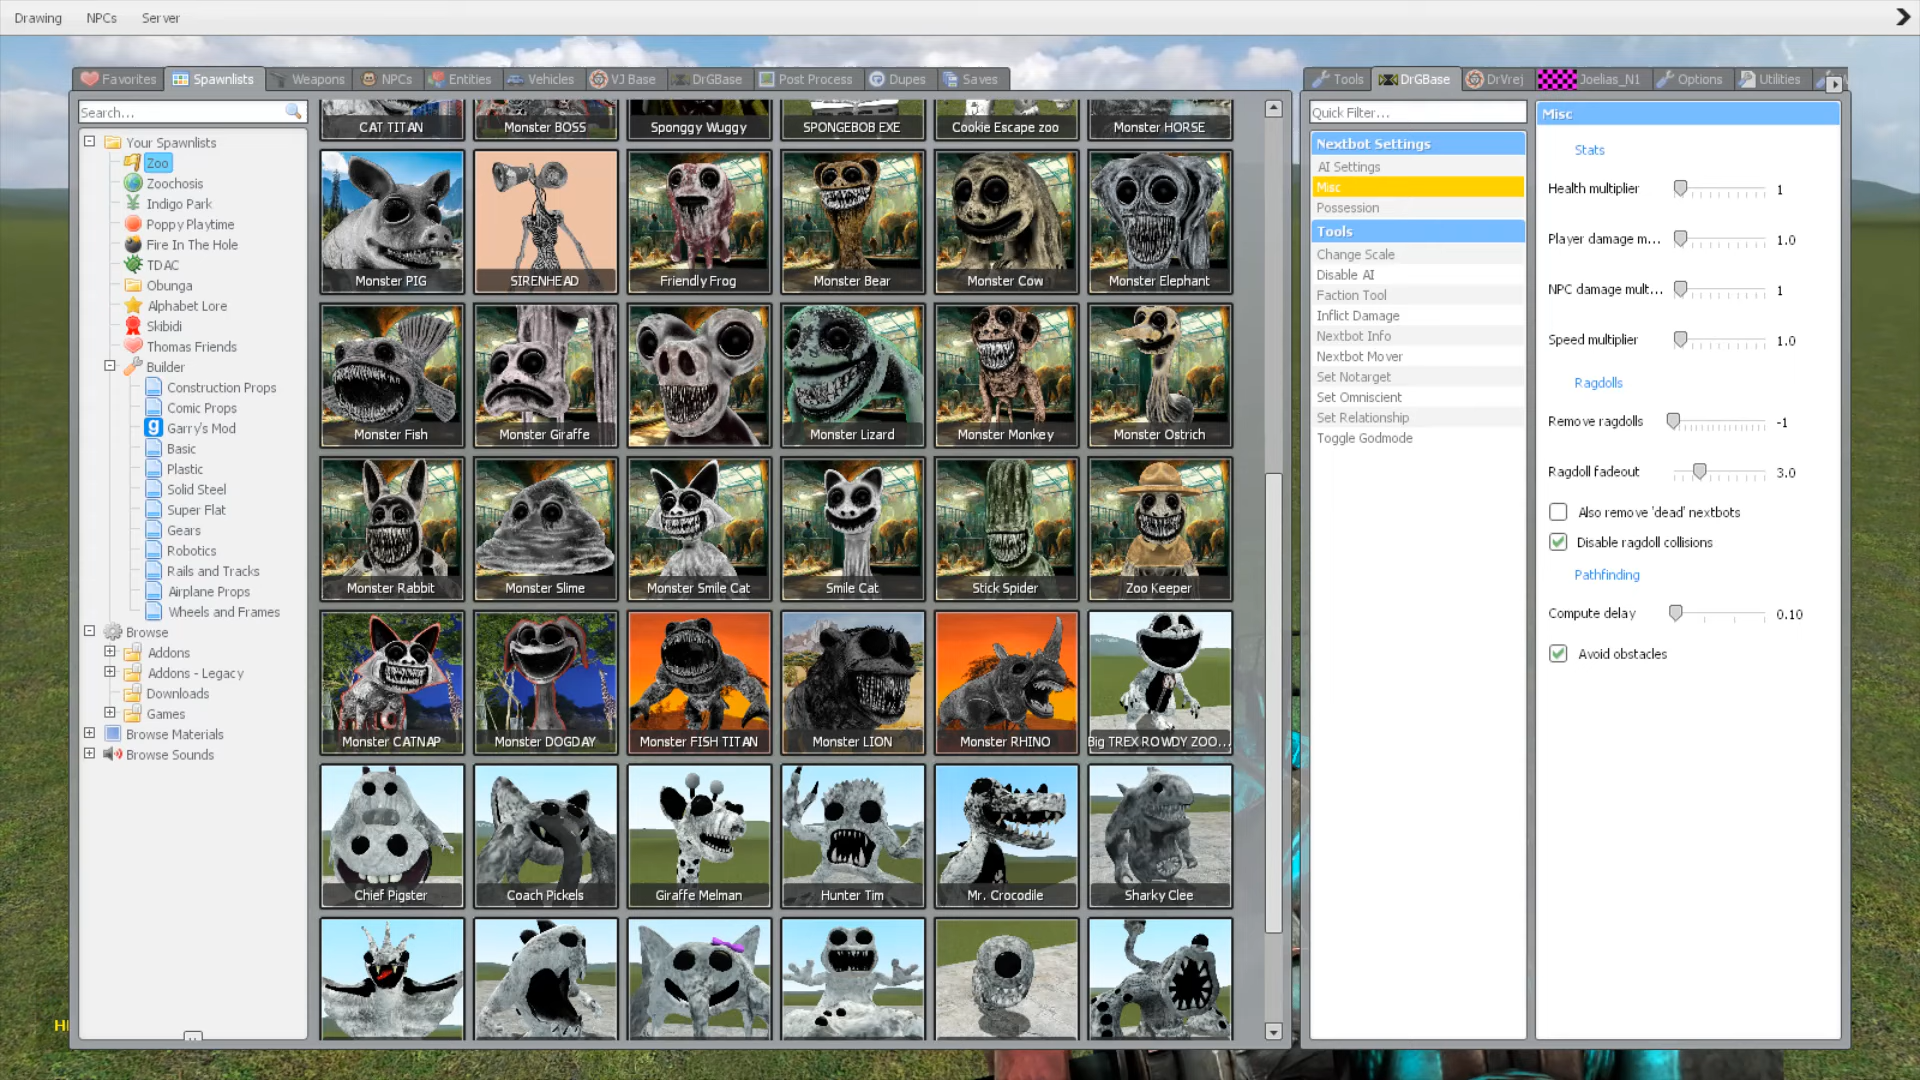 Drawing NPCs Server
Favorites Spawnlists Weapons NPCs Entities Vehicles VJ Base DrGBase Post Process Dupes Saves
Search...
Your Spawnlists
Zoo
Zoochosis
Indigo Park
Poppy Playtime
Fire In The Hole
TDAC
Obunga
Alphabet Lore
Skibidi
Thomas Friends
Builder
Construction Props
Comic Props
Garry's Mod
Basic
Plastic
Solid Steel
Super Flat
Gears
Robotics
Rails and Tracks
Airplane Props
Wheels and Frames
Browse
Addons
Addons - Legacy
Downloads
Games
Browse Materials
Browse Sounds
CAT TITAN Monster BOSS Sponggy Wuggy SPONGEBOB EXE Cookie Escape zoo Monster HORSE
Monster PIG SIRENHEAD Friendly Frog Monster Bear Monster Cow Monster Elephant
Monster Fish Monster Giraffe Monster Lizard Monster Monkey Monster Ostrich
Monster Rabbit Monster Slime Monster Smile Cat Smile Cat Stick Spider Zoo Keeper
Monster CATNAP Monster DOGDAY Monster FISH TITAN Monster LION Monster RHINO Big TREX ROWDY ZOO...
Chief Pigster Coach Pickels Giraffe Melman Hunter Tim Mr. Crocodile Sharky Clee
Tools DrGBase DrVrej Joelias_N1 Options Utilities
Quick Filter...
Nextbot Settings
AI Settings
Misc
Possession
Tools
Change Scale
Disable AI
Faction Tool
Inflict Damage
Nextbot Info
Nextbot Mover
Set Notarget
Set Omniscient
Set Relationship
Toggle Godmode
Misc
Stats
Health multiplier 1
Player damage m... 1.0
NPC damage mult... 1
Speed multiplier 1.0
Ragdolls
Remove ragdolls -1
Ragdoll fadeout 3.0
Also remove 'dead' nextbots
Disable ragdoll collisions
Pathfinding
Compute delay 0.10
Avoid obstacles